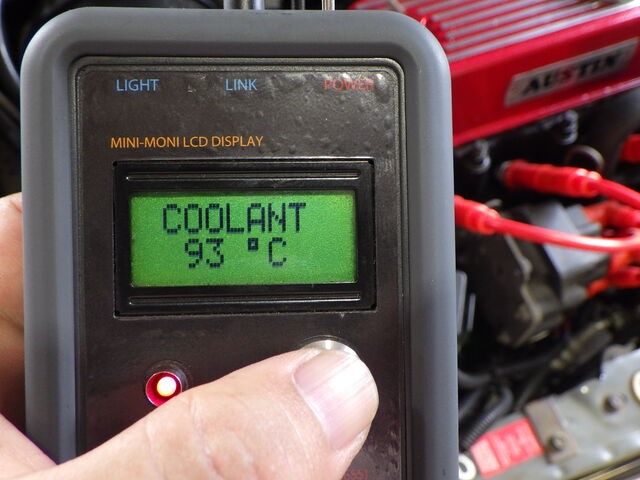 LIGHT LINK POWER
MINI-MONI LCD DISPLAY
COOLANT
93 °C
AUSTIN